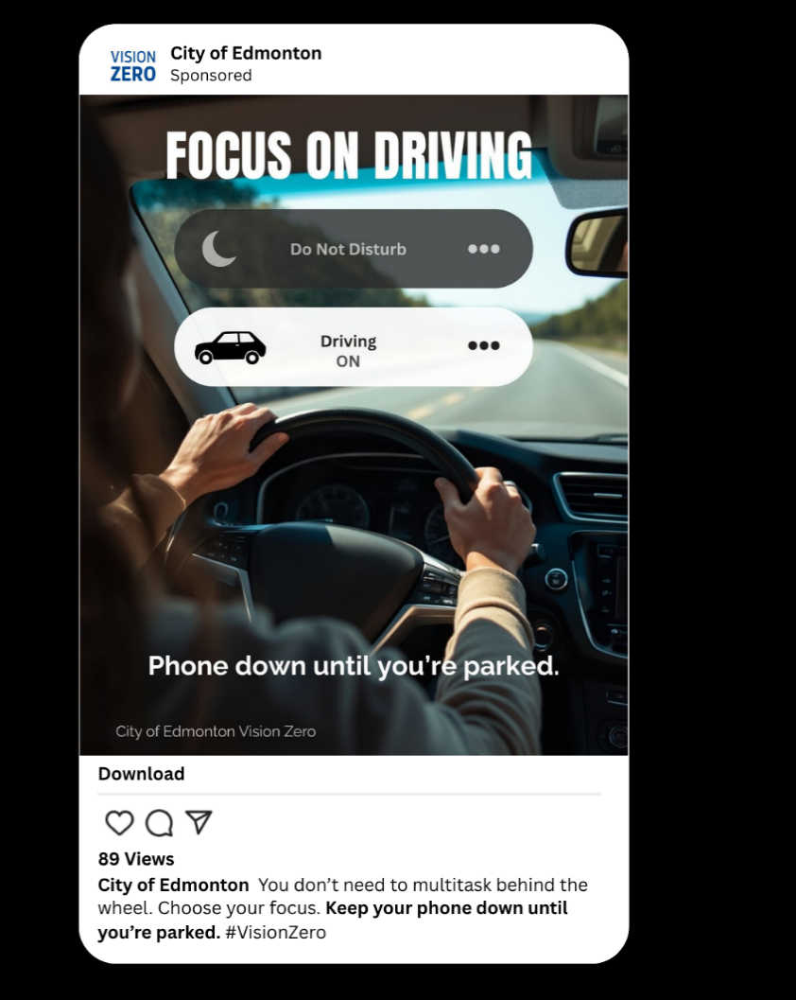 VISION
ZERO
City of Edmonton
Sponsored
FOCUS ON DRIVING
Do Not Disturb
Driving
ON
Phone down until you’re parked.
City of Edmonton Vision Zero
Download
89 Views
City of Edmonton You don’t need to multitask behind the
wheel. Choose your focus. Keep your phone down until
you’re parked. #VisionZero